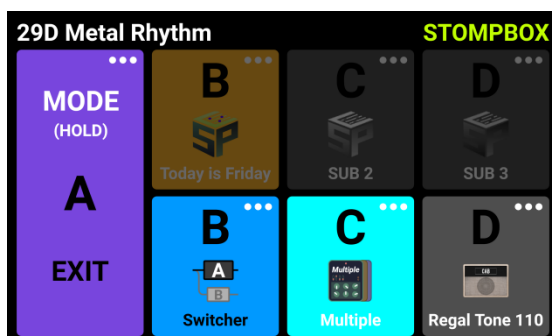 29D Metal Rhythm
STOMPBOX
MODE
(HOLD)
A
EXIT
B
SP
Today is Friday
C
SUB 2
D
SUB 3
B
A
B
Switcher
C
Multiple
Multiple
D
CAB
Regal Tone 110